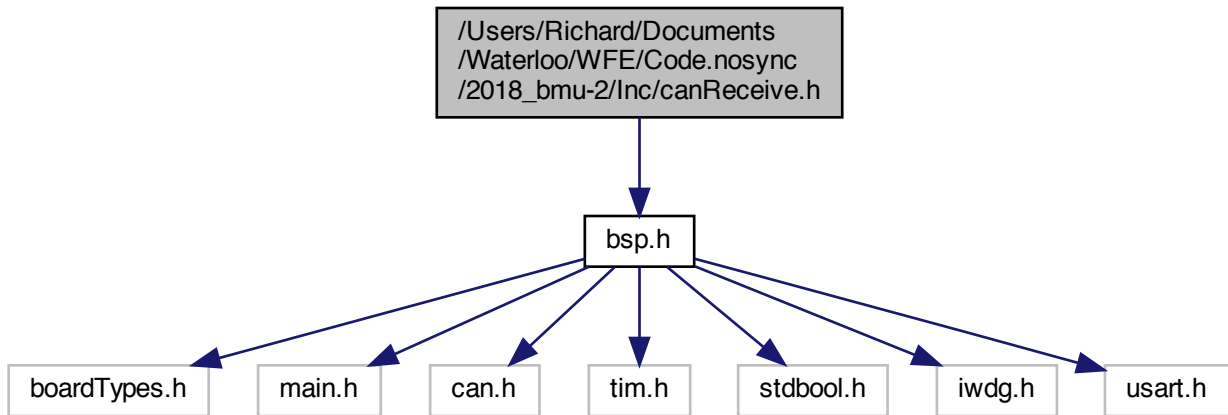 /Users/Richard/Documents
/Waterloo/WFE/Code.nosync
/2018_bmu-2/Inc/canReceive.h
bsp.h
boardTypes.h
main.h
can.h
tim.h
stdbool.h
iwdg.h
usart.h